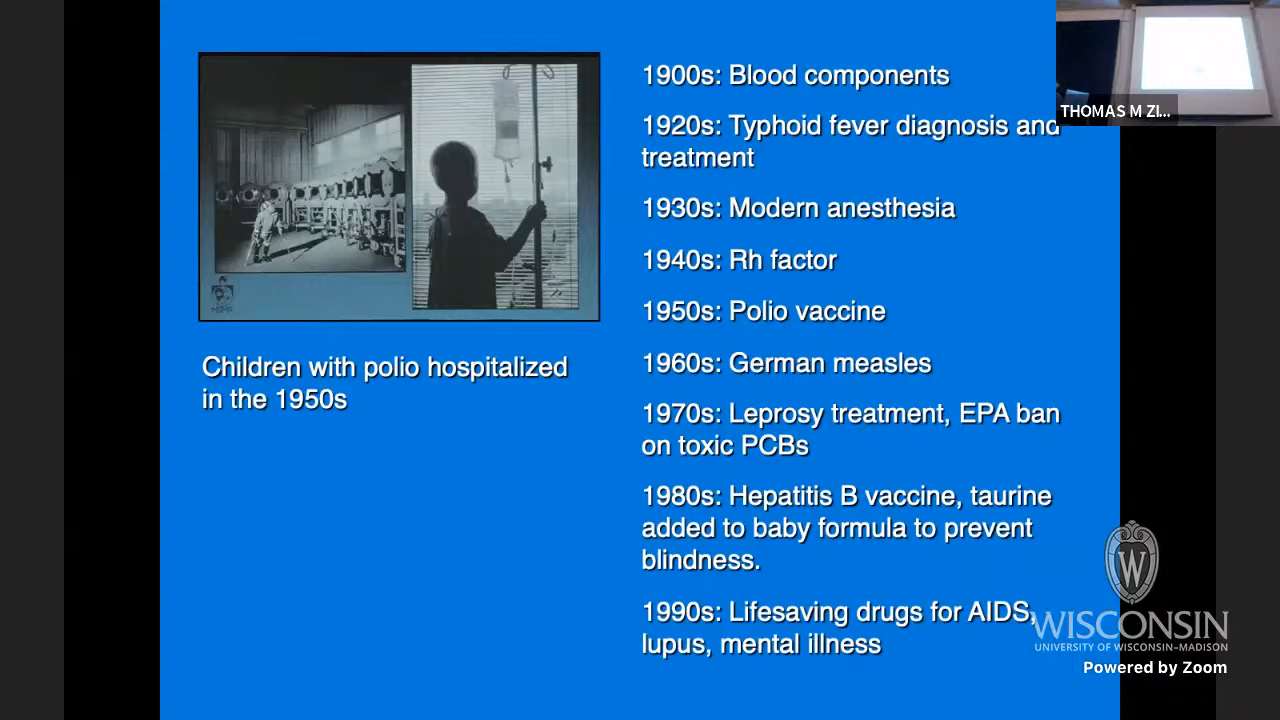 1900s: Blood components
THOMAS M ZI...
1920s: Typhoid fever diagnosis and
treatment
1930s: Modern anesthesia
1940s: Rh factor
1950s: Polio vaccine
Children with polio hospitalized
in the 1950s
1960s: German measles
1970s: Leprosy treatment, EPA ban
on toxic PCBs
1980s: Hepatitis B vaccine, taurine
added to baby formula to prevent
blindness.
1990s: Lifesaving drugs for AIDS,
lupus, mental illness
W
WISCONSIN
UNIVERSITY OF WISCONSIN–MADISON
Powered by Zoom